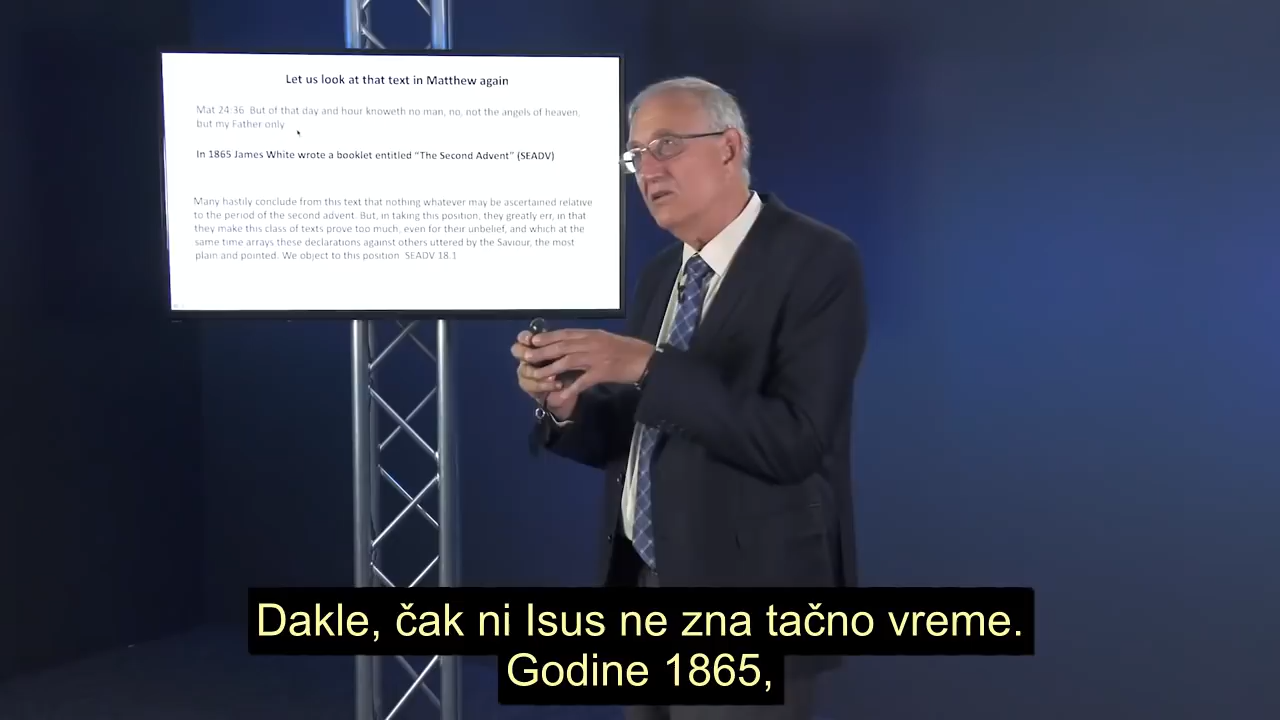 Let us look at that text in Matthew again
Mat 24:36 But of that day and hour knoweth no man, no, not the angels of heaven,
but my Father only
In 1865 James White wrote a booklet entitled “The Second Advent” (SEADV)
Many hastily conclude from this text that nothing whatever may be ascertained relative
to the period of the second advent. But, in taking this position, they greatly err, in that
they make this class of texts prove too much, even for their unbelief, and which at the
same time arrays these declarations against others uttered by the Saviour, the most
plain and pointed. We object to this position SEADV 18.1
Dakle, čak ni Isus ne zna tačno vreme.
Godine 1865,